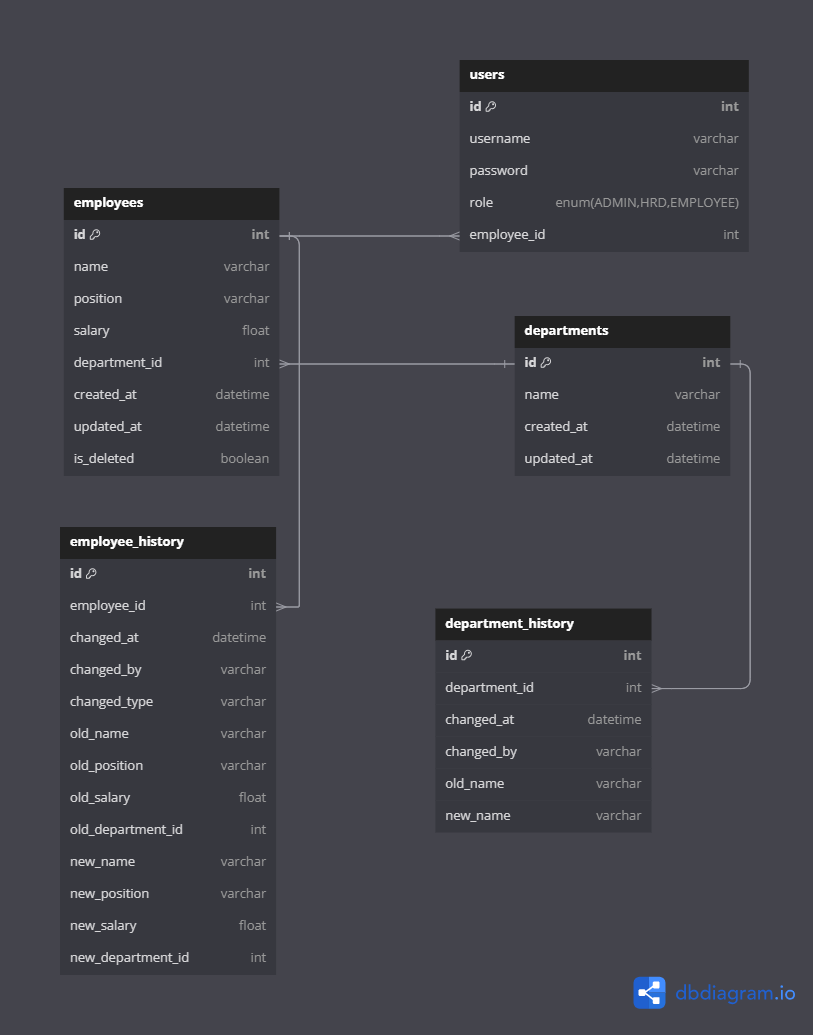 users
id int
username varchar
password varchar
role enum(ADMIN,HRD,EMPLOYEE)
employee_id int
employees
id int
name varchar
position varchar
salary float
department_id int
created_at datetime
updated_at datetime
is_deleted boolean
departments
id int
name varchar
created_at datetime
updated_at datetime
employee_history
id int
employee_id int
changed_at datetime
changed_by varchar
changed_type varchar
old_name varchar
old_position varchar
old_salary float
old_department_id int
new_name varchar
new_position varchar
new_salary float
new_department_id int
department_history
id int
department_id int
changed_at datetime
changed_by varchar
old_name varchar
new_name varchar
dbdiagram.io